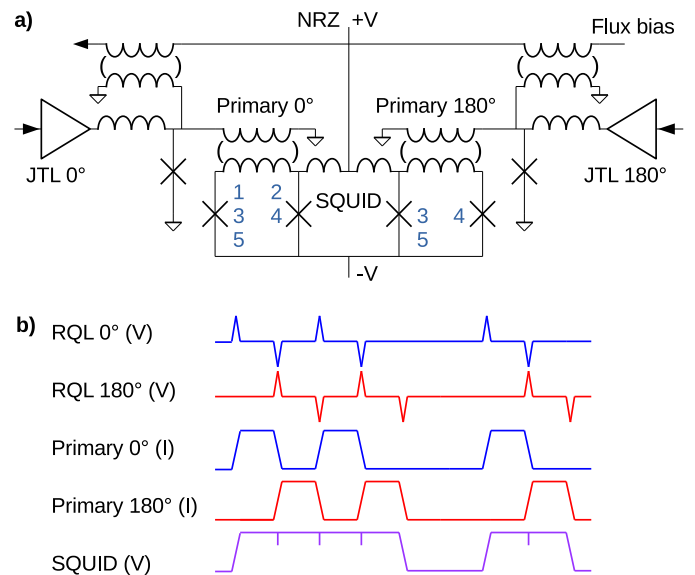 a)
NRZ +V
Flux bias
Primary 0°
Primary 180°
JTL 0°
SQUID
JTL 180°
1 2
3 4
5
3 4
5
-V
b)
RQL 0° (V)
RQL 180° (V)
Primary 0° (I)
Primary 180° (I)
SQUID (V)